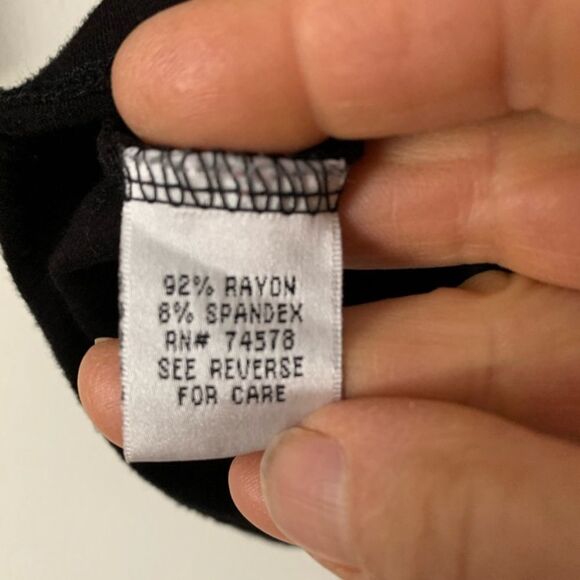 92% RAYON
8% SPANDEX
RN# 74578
SEE REVERSE
FOR CARE